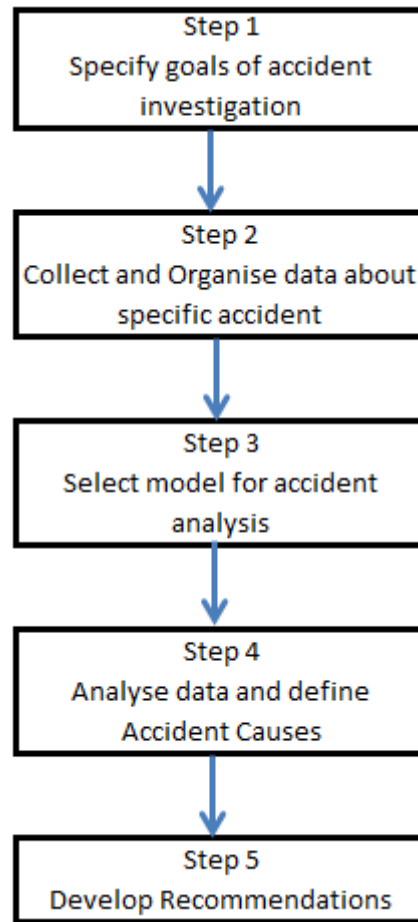 Step 1
Specify goals of accident
investigation
Step 2
Collect and Organise data about
specific accident
Step 3
Select model for accident
analysis
Step 4
Analyse data and define
Accident Causes
Step 5
Develop Recommendations